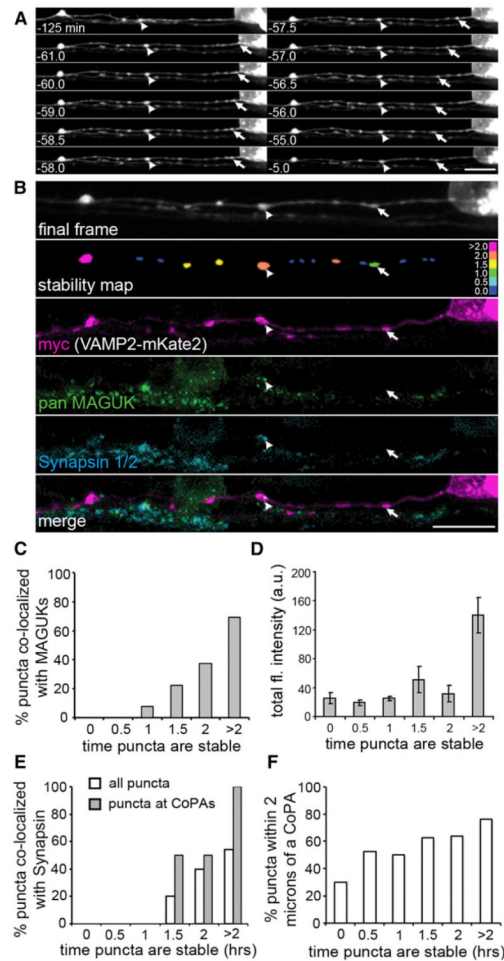 A
-125 min
-61.0
-60.0
-59.0
-58.5
-58.0
-57.5
-57.0
-56.5
-56.0
-55.0
-5.0
B
final frame
stability map
>2.0
2.0
1.5
1.0
0.5
0.0
myc (VAMP2-mKate2)
pan MAGUK
Synapsin 1/2
merge
C
% puncta co-localized
with MAGUKs
100
80
60
40
20
0
0 0.5 1 1.5 2 >2
time puncta are stable
D
total fl. intensity (a.u.)
200
160
120
80
40
0
0 0.5 1 1.5 2 >2
time puncta are stable
E
% puncta co-localized
with Synapsin
100
80
60
40
20
0
all puncta
puncta at CoPAs
0 0.5 1 1.5 2 >2
time puncta are stable (hrs)
F
% puncta within 2
microns of a CoPA
100
80
60
40
20
0
0 0.5 1 1.5 2 >2
time puncta are stable (hrs)